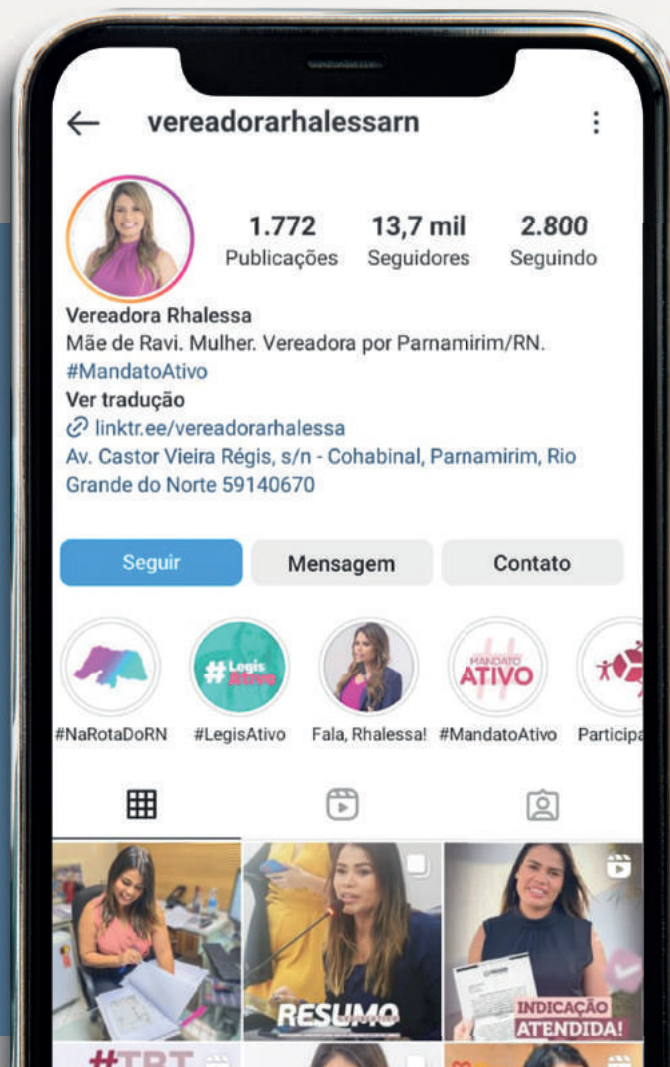 vereadorarhalessarn
1.772 13,7 mil 2.800
Publicações Seguidores Seguindo
Vereadora Rhalessa
Mãe de Ravi. Mulher. Vereadora por Parnamirim/RN.
#MandatoAtivo
Ver tradução
linktr.ee/vereadorarhalessa
Av. Castor Vieira Régis, s/n - Cohabinal, Parnamirim, Rio
Grande do Norte 59140670
Seguir Mensagem Contato
# Legis
Ativo
MANDATO
ATIVO
#NaRotaDoRN #LegisAtivo Fala, Rhalessa! #MandatoAtivo Participa
RESUMO
INDICAÇÃO
ATENDIDA!
#TBT